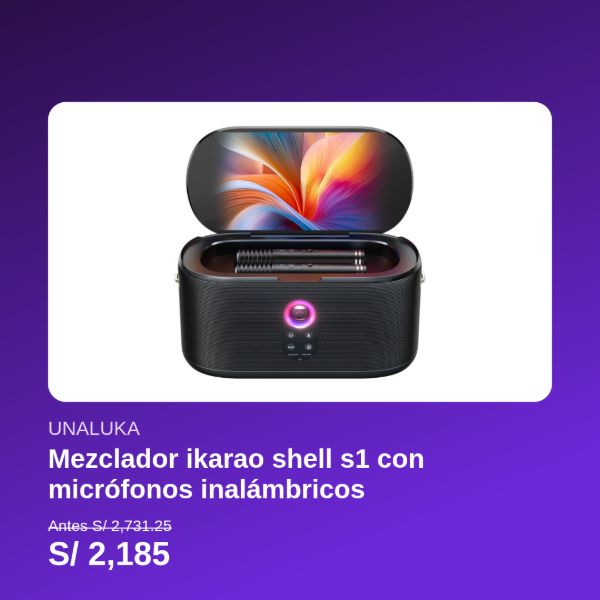 UNALUKA
Mezclador ikarao shell s1 con
micrófonos inalámbricos
Antes S/ 2,731.25
S/ 2,185